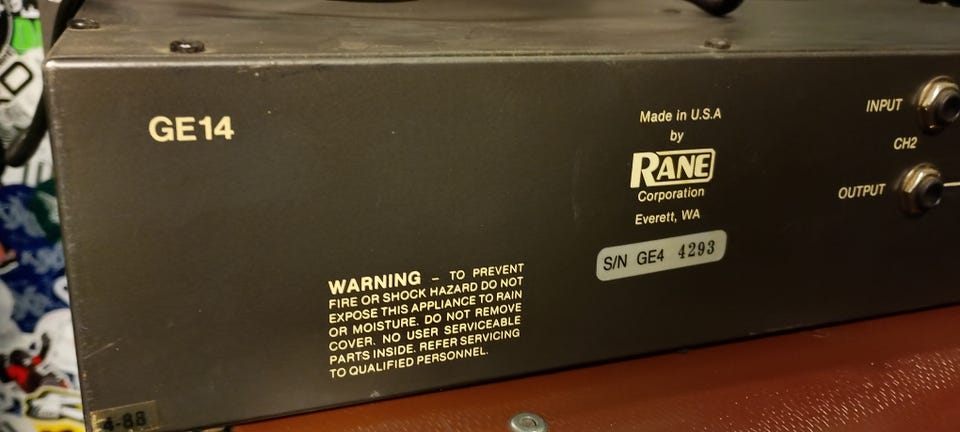 GE14
Made in U.S.A
by
RANE
Corporation
Everett, WA
S/N GE4 4293
INPUT
CH2
OUTPUT
WARNING – TO PREVENT
FIRE OR SHOCK HAZARD DO NOT
EXPOSE THIS APPLIANCE TO RAIN
OR MOISTURE. DO NOT REMOVE
COVER. NO USER SERVICEABLE
PARTS INSIDE. REFER SERVICING
TO QUALIFIED PERSONNEL.
4-88